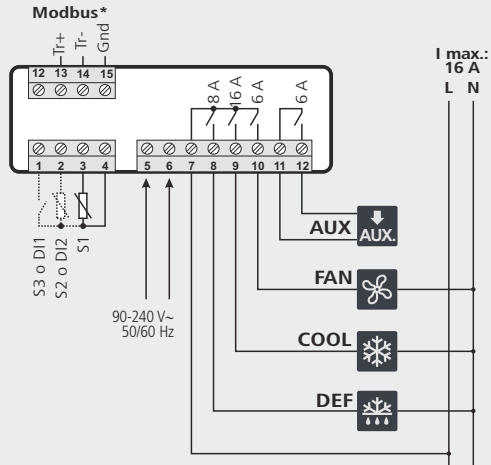 Modbus*
Tr+
Tr-
Gnd
I max.:
16 A
L N
12 13 14 15
8 A
16 A
6 A
6 A
1 2 3 4
5 6 7 8 9 10 11 12
S3 o DI1
S2 o DI2
S1
90-240 V~
50/60 Hz
AUX
AUX.
FAN
COOL
DEF